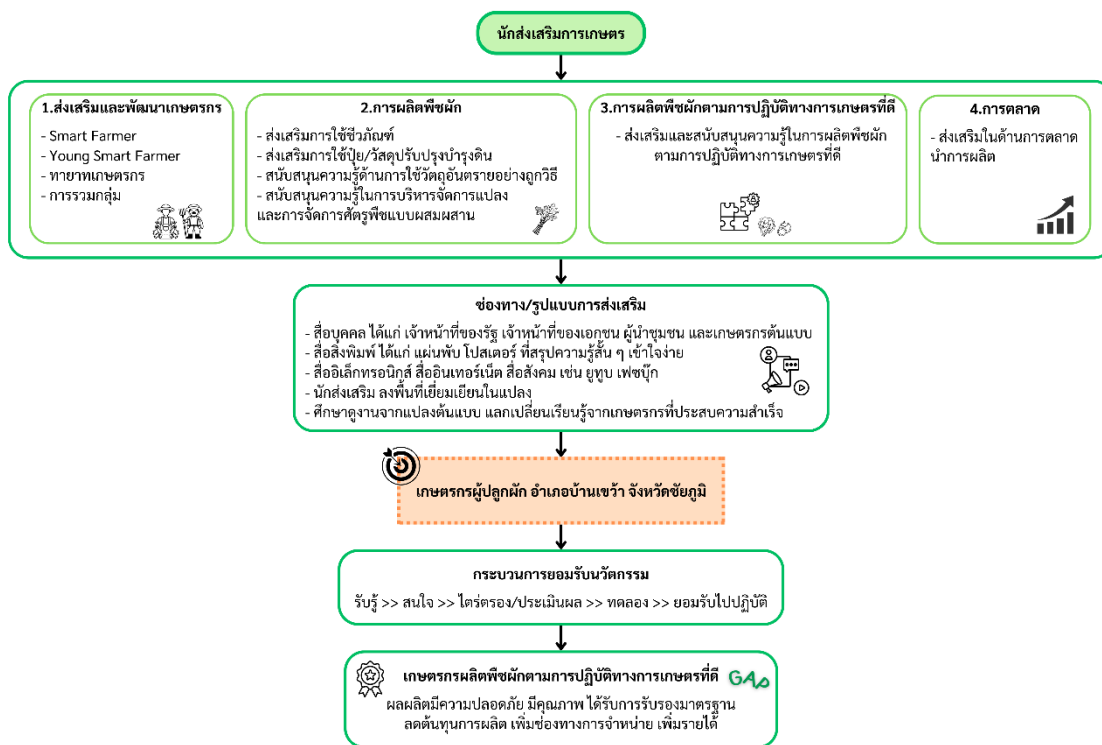 นักส่งเสริมการเกษตร
1.ส่งเสริมและพัฒนาเกษตรกร
- Smart Farmer
- Young Smart Farmer
- ทายาทเกษตรกร
- การรวมกลุ่ม
2.การผลิตพืชผัก
- ส่งเสริมการใช้ชีวภัณฑ์
- ส่งเสริมการใช้ปุ๋ย/วัสดุปรับปรุงบำรุงดิน
- สนับสนุนความรู้ด้านการใช้วัตถุอันตรายอย่างถูกวิธี
- สนับสนุนความรู้ในการบริหารจัดการแปลง
และการจัดการศัตรูพืชแบบผสมผสาน
3.การผลิตพืชผักตามการปฏิบัติทางการเกษตรที่ดี
- ส่งเสริมและสนับสนุนความรู้ในการผลิตพืชผัก
ตามการปฏิบัติทางการเกษตรที่ดี
4.การตลาด
- ส่งเสริมในด้านการตลาด
นำการผลิต
ช่องทาง/รูปแบบการส่งเสริม
- สื่อบุคคล ได้แก่ เจ้าหน้าที่ของรัฐ เจ้าหน้าที่ของเอกชน ผู้นำชุมชน และเกษตรกรต้นแบบ
- สื่อสิ่งพิมพ์ ได้แก่ แผ่นพับ โปสเตอร์ ที่สรุปความรู้สั้น ๆ เข้าใจง่าย
- สื่ออิเล็กทรอนิกส์ สื่ออินเทอร์เน็ต สื่อสังคม เช่น ยูทูบ เฟซบุ๊ก
- นักส่งเสริม ลงพื้นที่เยี่ยมเยียนในแปลง
- ศึกษาดูงานจากแปลงต้นแบบ แลกเปลี่ยนเรียนรู้จากเกษตรกรที่ประสบความสำเร็จ
เกษตรกรผู้ปลูกผัก อำเภอบ้านเขว้า จังหวัดชัยภูมิ
กระบวนการยอมรับนวัตกรรม
รับรู้ >> สนใจ >> ไตร่ตรอง/ประเมินผล >> ทดลอง >> ยอมรับไปปฏิบัติ
เกษตรกรผลิตพืชผักตามการปฏิบัติทางการเกษตรที่ดี GAP
ผลผลิตมีความปลอดภัย มีคุณภาพ ได้รับการรับรองมาตรฐาน
ลดต้นทุนการผลิต เพิ่มช่องทางการจำหน่าย เพิ่มรายได้